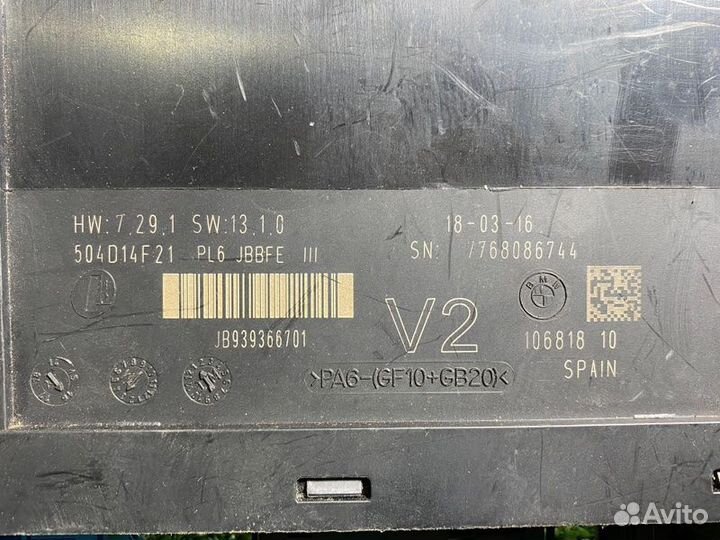 HW:7.29.1 SW:13.1.0
18-03-16
504D14F21 PL6 JBBFE III
SN: 7768086744
BMW
JB939366701
V2
106818 10
>PA6-(GF10+GB20)<
SPAIN
Avito